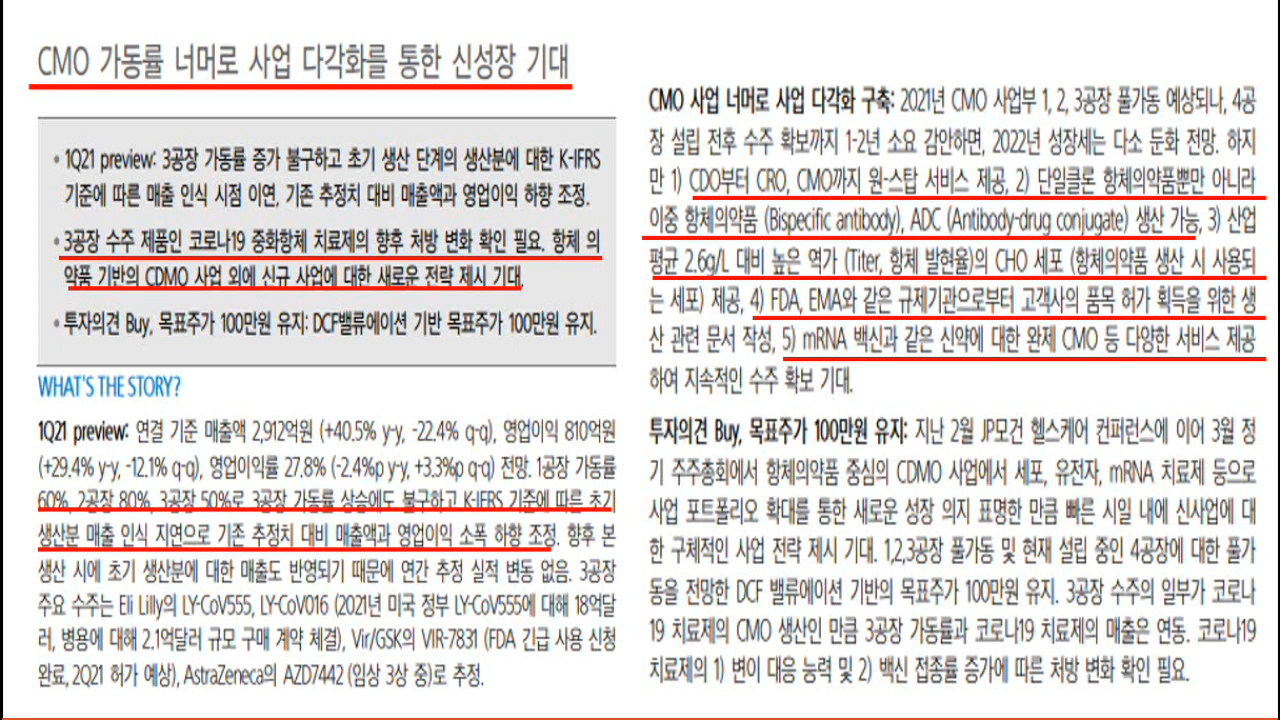 CMO 가동률 너머로 사업 다각화를 통한 신성장 기대
• 1Q21 preview: 3공장 가동률 증가 불구하고 초기 생산 단계의 생산분에 대한 K-IFRS
기준에 따른 매출 인식 시점 이연, 기존 추정치 대비 매출액과 영업이익 하향 조정.
• 3공장 수주 제품인 코로나19 중화항체 치료제의 향후 처방 변화 확인 필요. 항체 의
약품 기반의 CDMO 사업 외에 신규 사업에 대한 새로운 전략 제시 기대.
• 투자의견 Buy, 목표주가 100만원 유지: DCF밸류에이션 기반 목표주가 100만원 유지.
WHAT'S THE STORY?
1Q21 preview: 연결 기준 매출액 2,912억원 (+40.5% y-y, -22.4% q-q), 영업이익 810억원
(+29.4% y-y, -12.1% q-q), 영업이익률 27.8% (-2.4%p y-y, +3.3%p q-q) 전망. 1공장 가동률
60%, 2공장 80%, 3공장 50%로 3공장 가동률 상승에도 불구하고 K-IFRS 기준에 따른 초기
생산분 매출 인식 지연으로 기존 추정치 대비 매출액과 영업이익 소폭 하향 조정. 향후 본
생산 시에 초기 생산분에 대한 매출도 반영되기 때문에 연간 추정 실적 변동 없음. 3공장
주요 수주는 Eli Lilly의 LY-CoV555, LY-CoV016 (2021년 미국 정부 LY-CoV555에 대해 18억달
러, 병용에 대해 2.1억달러 규모 구매 계약 체결), Vir/GSK의 VIR-7831 (FDA 긴급 사용 신청
완료, 2Q21 허가 예상), AstraZeneca의 AZD7442 (임상 3상 중)로 추정.
CMO 사업 너머로 사업 다각화 구축: 2021년 CMO 사업부 1, 2, 3공장 풀가동 예상되나, 4공
장 설립 전후 수주 확보까지 1-2년 소요 감안하면, 2022년 성장세는 다소 둔화 전망. 하지
만 1) CDO부터 CRO, CMO까지 원-스탑 서비스 제공, 2) 단일클론 항체의약품뿐만 아니라
이중 항체의약품 (Bispecific antibody), ADC (Antibody-drug conjugate) 생산 가능, 3) 산업
평균 2.6g/L 대비 높은 역가 (Titer, 항체 발현율)의 CHO 세포 (항체의약품 생산 시 사용되
는 세포) 제공, 4) FDA, EMA와 같은 규제기관으로부터 고객사의 품목 허가 획득을 위한 생
산 관련 문서 작성, 5) mRNA 백신과 같은 신약에 대한 완제 CMO 등 다양한 서비스 제공
하여 지속적인 수주 확보 기대.
투자의견 Buy, 목표주가 100만원 유지: 지난 2월 JP모건 헬스케어 컨퍼런스에 이어 3월 정
기 주주총회에서 항체의약품 중심의 CDMO 사업에서 세포, 유전자, mRNA 치료제 등으로
사업 포트폴리오 확대를 통한 새로운 성장 의지 표명한 만큼 빠른 시일 내에 신사업에 대
한 구체적인 사업 전략 제시 기대. 1,2,3공장 풀가동 및 현재 설립 중인 4공장에 대한 풀가
동을 전망한 DCF 밸류에이션 기반의 목표주가 100만원 유지. 3공장 수주의 일부가 코로나
19 치료제의 CMO 생산인 만큼 3공장 가동률과 코로나19 치료제의 매출은 연동. 코로나19
치료제의 1) 변이 대응 능력 및 2) 백신 접종률 증가에 따른 처방 변화 확인 필요.